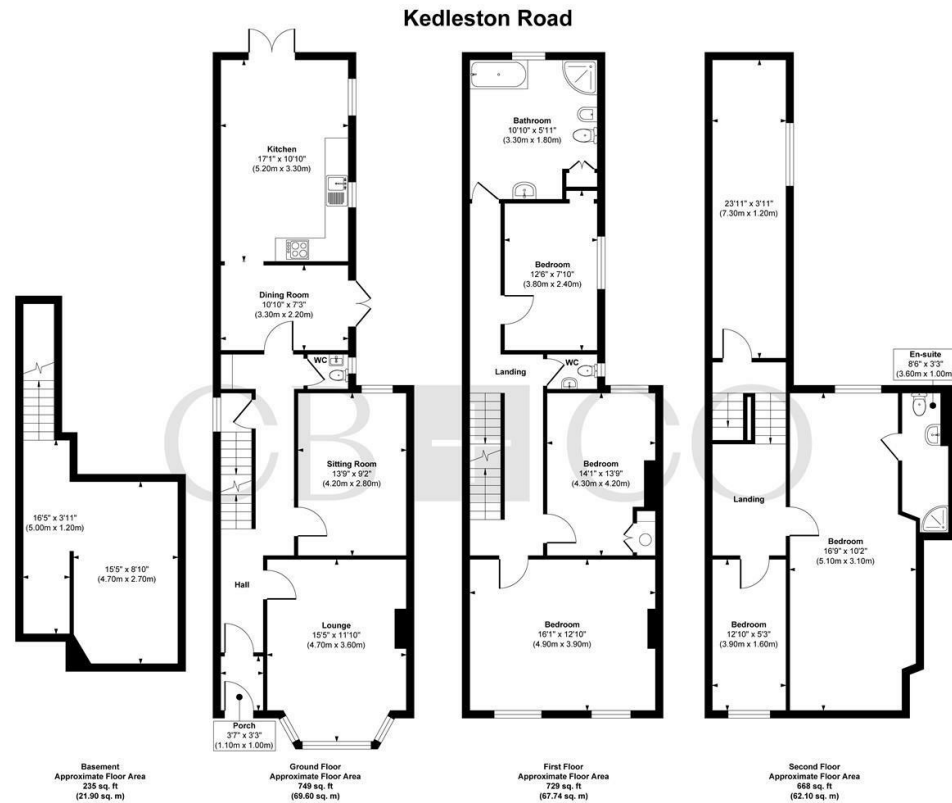 Kedleston Road
Kitchen
17'1" x 10'10"
(5.20m x 3.30m)
Dining Room
10'10" x 7'3"
(3.30m x 2.20m)
WC
Sitting Room
13'9" x 9'2"
(4.20m x 2.80m)
Hall
Lounge
15'5" x 11'10"
(4.70m x 3.60m)
Porch
3'7" x 3'3"
(1.10m x 1.00m)
16'5" x 3'11"
(5.00m x 1.20m)
15'5" x 8'10"
(4.70m x 2.70m)
Bathroom
10'10" x 5'11"
(3.30m x 1.80m)
Bedroom
12'6" x 7'10"
(3.80m x 2.40m)
Landing
WC
Bedroom
14'1" x 13'9"
(4.30m x 4.20m)
Bedroom
16'1" x 12'10"
(4.90m x 3.90m)
23'11" x 3'11"
(7.30m x 1.20m)
En-suite
8'6" x 3'3"
(3.60m x 1.00m)
Landing
Bedroom
16'9" x 10'2"
(5.10m x 3.10m)
Bedroom
12'10" x 5'3"
(3.90m x 1.60m)
CB + CO
Basement
Approximate Floor Area
235 sq. ft
(21.90 sq. m)
Ground Floor
Approximate Floor Area
749 sq. ft
(69.60 sq. m)
First Floor
Approximate Floor Area
729 sq. ft
(67.74 sq. m)
Second Floor
Approximate Floor Area
668 sq. ft
(62.10 sq. m)